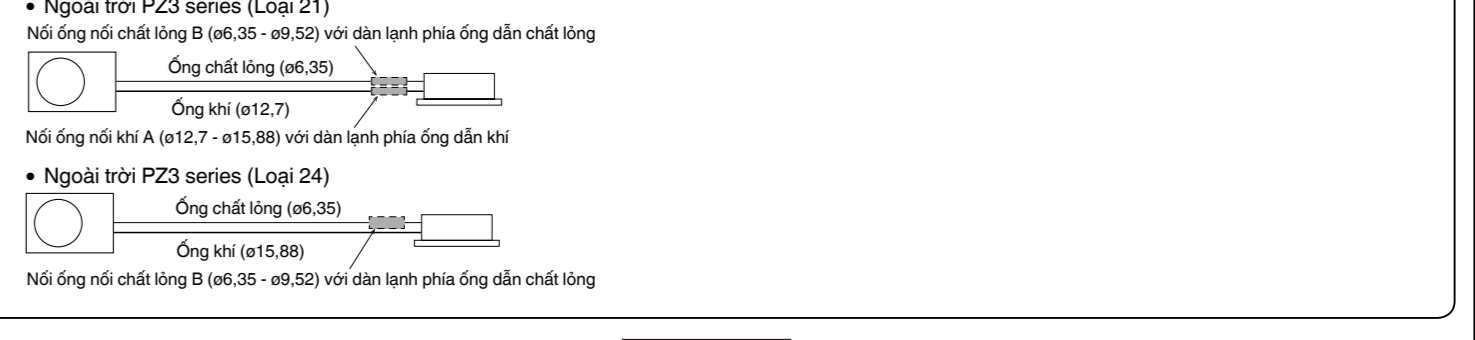 • Ngoài trời PZ3 series (Loại 21)
Nối ống nối chất lỏng B (ø6,35 - ø9,52) với dàn lạnh phía ống dẫn chất lỏng
Ống chất lỏng (ø6,35)
Ống khí (ø12,7)
Nối ống nối khí A (ø12,7 - ø15,88) với dàn lạnh phía ống dẫn khí
• Ngoài trời PZ3 series (Loại 24)
Ống chất lỏng (ø6,35)
Ống khí (ø15,88)
Nối ống nối chất lỏng B (ø6,35 - ø9,52) với dàn lạnh phía ống dẫn chất lỏng